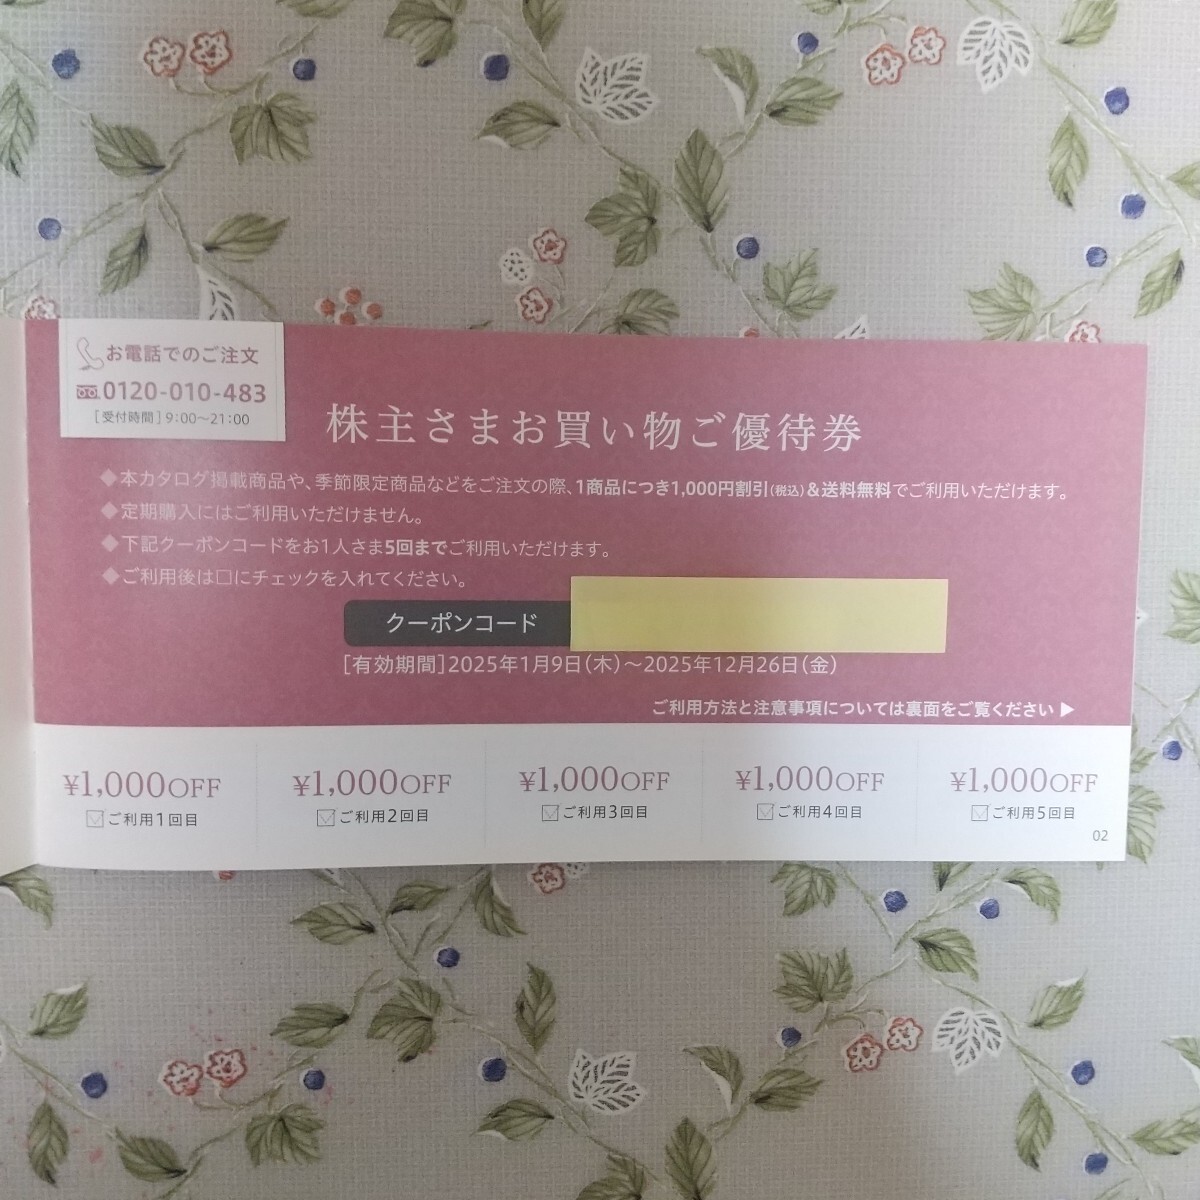 お電話でのご注文
0120-010-483
[受付時間]9:00~21:00
株主さまお買い物ご優待券
◆本カタログ掲載商品や、季節限定商品などをご注文の際、1商品につき1,000円割引(税込)&送料無料でご利用いただけます。
◆定期購入にはご利用いただけません。
◆下記クーポンコードをお1人さま5回までご利用いただけます。
◆ご利用後は□にチェックを入れてください。
クーポンコード
[有効期間]2025年1月9日(木)~2025年12月26日(金)
ご利用方法と注意事項については裏面をご覧ください▶
¥1,000OFF
ご利用1回目
¥1,000OFF
ご利用2回目
¥1,000OFF
ご利用3回目
¥1,000OFF
ご利用4回目
¥1,000OFF
ご利用5回目
02